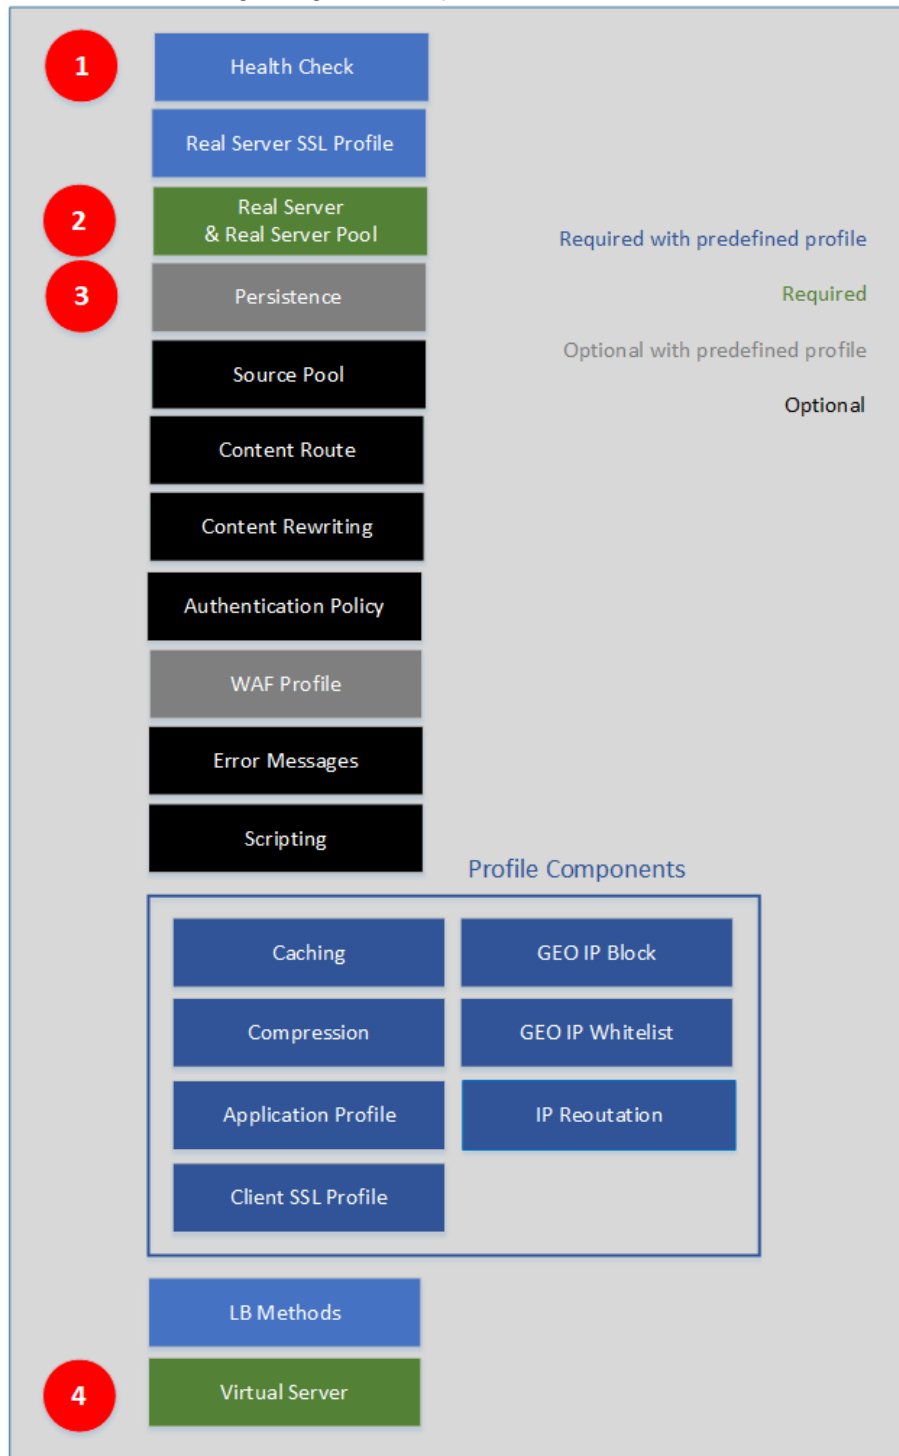 1
Health Check
Real Server SSL Profile
2
Real Server
& Real Server Pool
Required with predefined profile
3
Persistence
Required
Optional with predefined profile
Source Pool
Optional
Content Route
Content Rewriting
Authentication Policy
WAF Profile
Error Messages
Scripting
Profile Components
Caching
GEO IP Block
Compression
GEO IP Whitelist
Application Profile
IP Reoutation
Client SSL Profile
LB Methods
4
Virtual Server